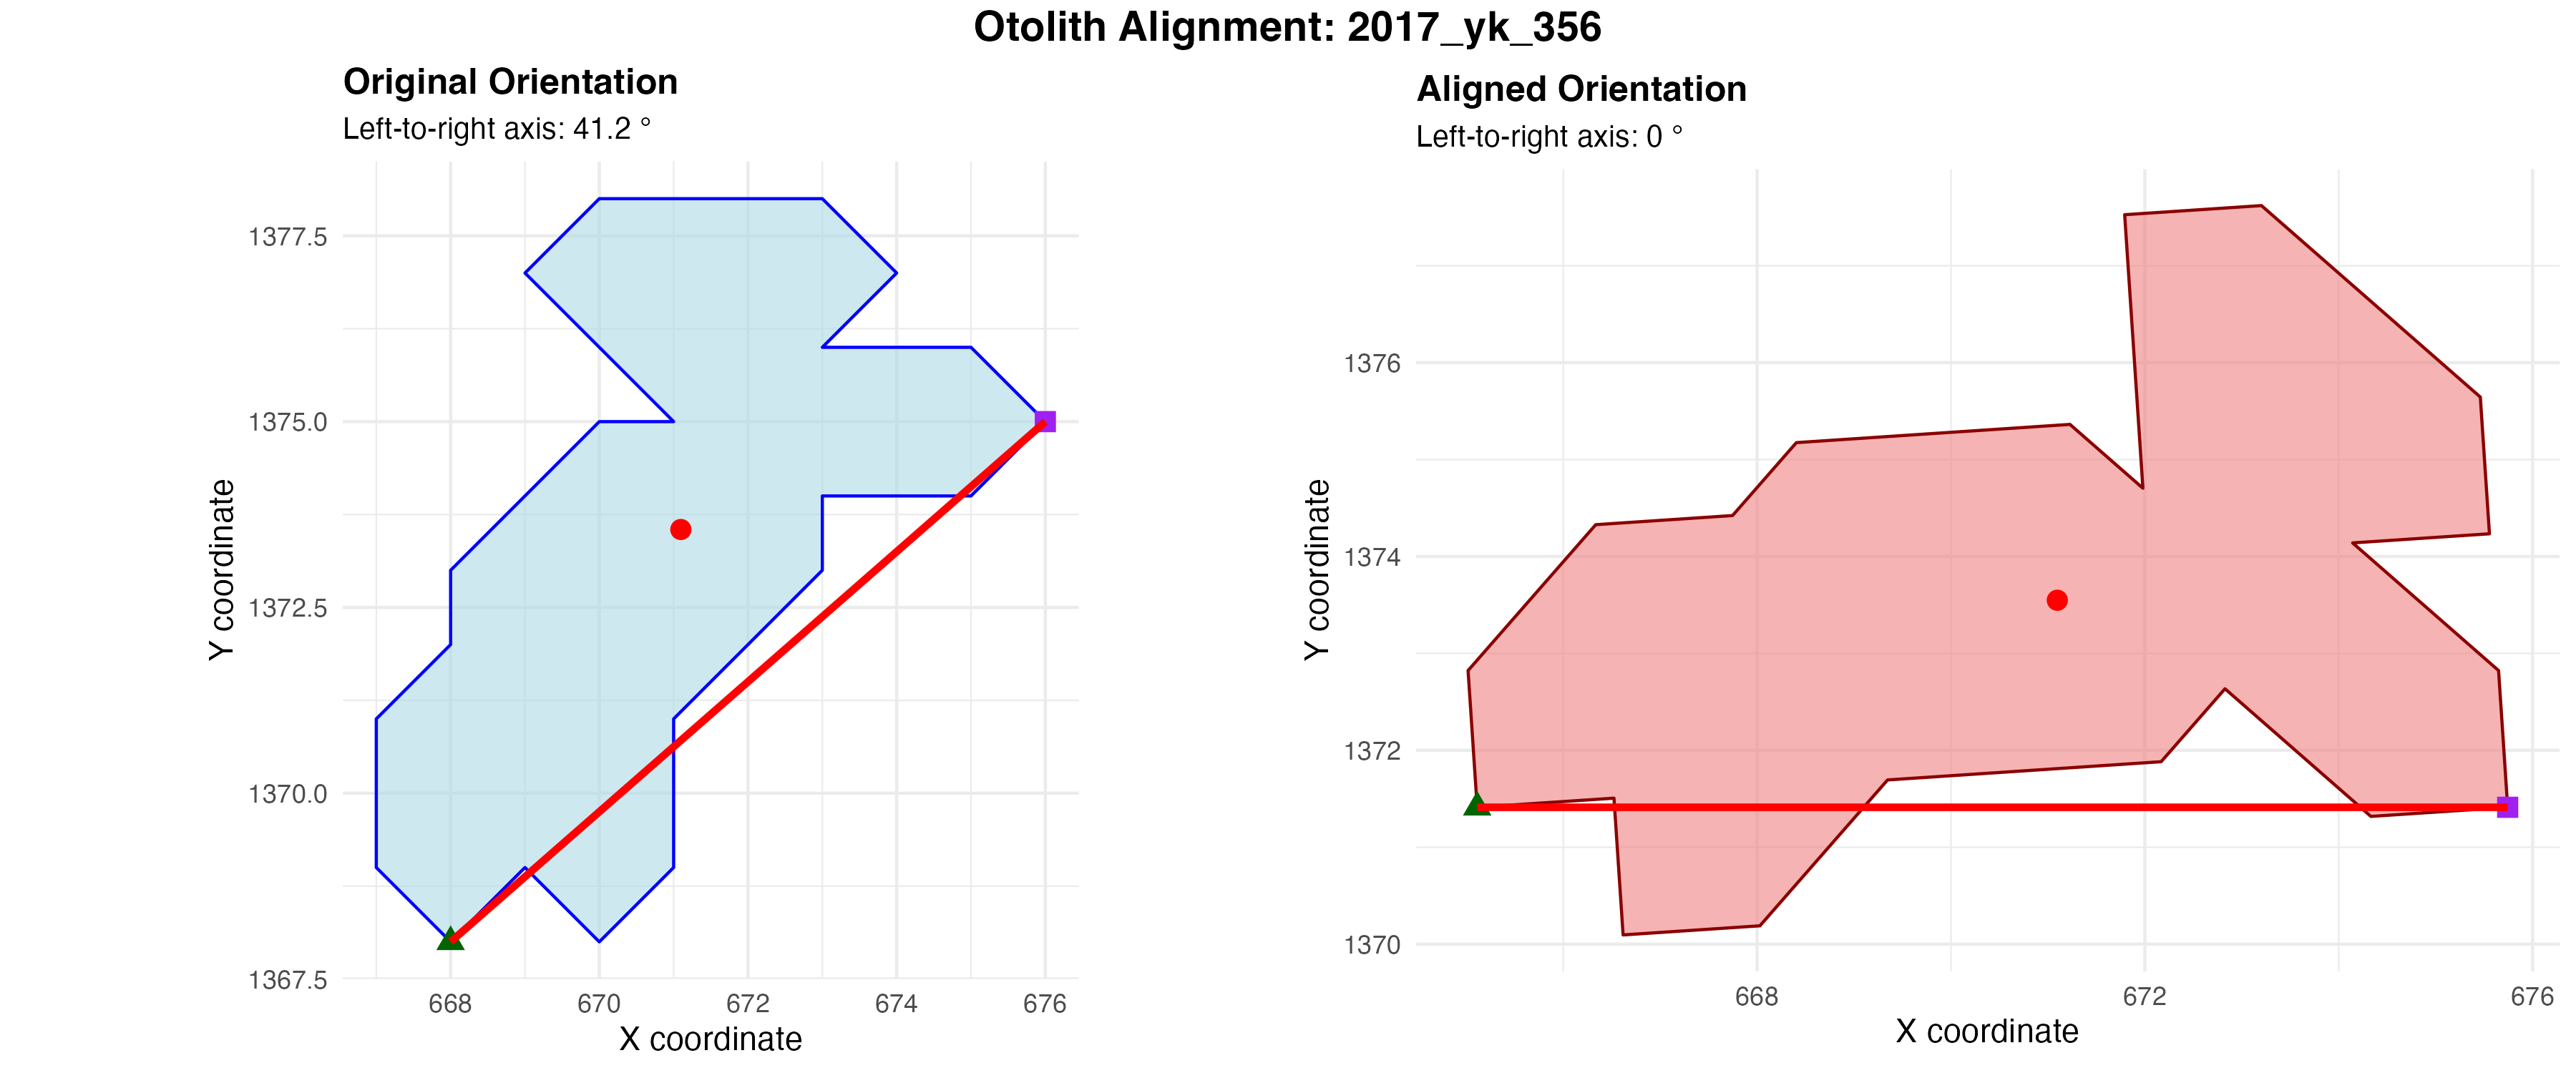 Otolith Alignment: 2017_yk_356
Original Orientation
Left-to-right axis: 41.2 °
1377.5
1375.0
1372.5
1370.0
1367.5
Y coordinate
668 670 672 674 676
X coordinate
Aligned Orientation
Left-to-right axis: 0 °
1376
1374
1372
1370
Y coordinate
668 672 676
X coordinate